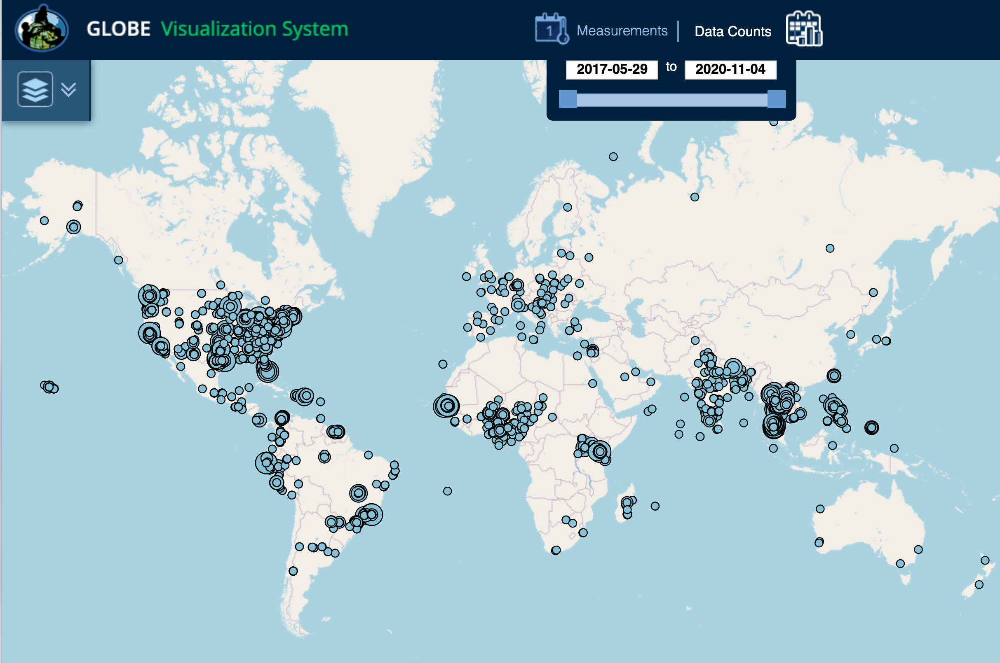 GLOBE Visualization System
1
Measurements
Data Counts
2017-05-29 to 2020-11-04